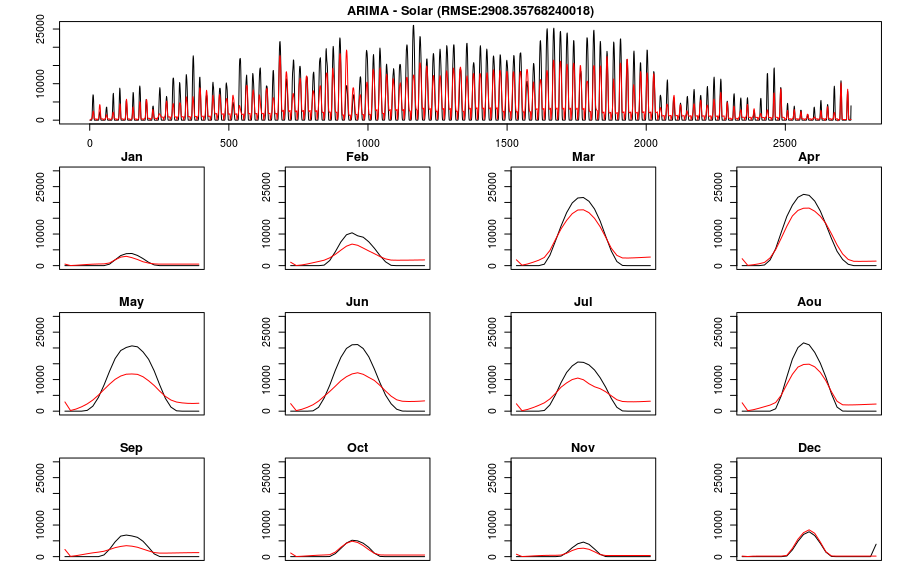 ARIMA - Solar (RMSE:2908.35768240018)
0 10000 25000
0 500 1000 1500 2000 2500
Jan Feb Mar Apr
0 10000 25000 0 10000 25000 0 10000 25000 0 10000 25000
May Jun Jul Aou
0 10000 25000 0 10000 25000 0 10000 25000 0 10000 25000
Sep Oct Nov Dec
0 10000 25000 0 10000 25000 0 10000 25000 0 10000 25000